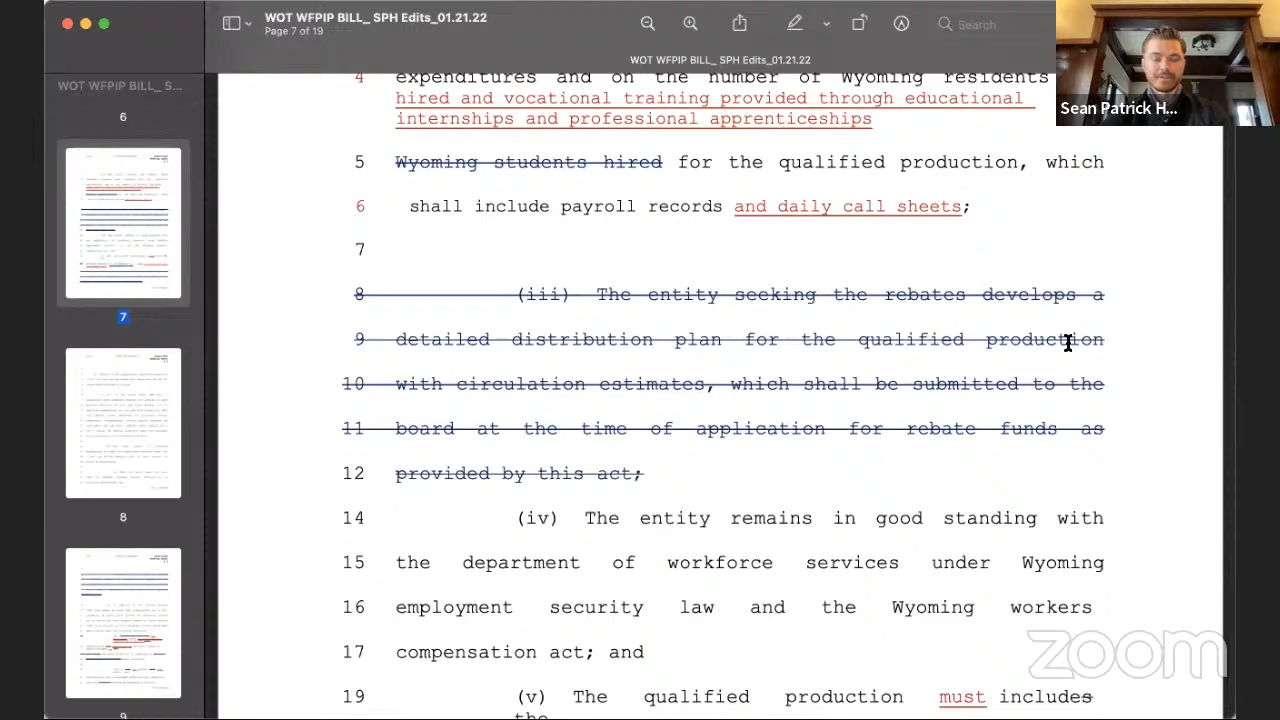 WOT WFPIP BILL_ SPH Edits_01.21.22
Page 7 of 19
Search
WOT WFPIP BILL_ SPH Edits_01.21.22
Sean Patrick H...
WOT WFPIP BILL_ S...
6
7
8
9
4 expenditures and on the number of Wyoming residents
hired and vocational training provided through educational
internships and professional apprenticeships
5 Wyoming students hired for the qualified production, which
6 shall include payroll records and daily call sheets;
7
8 (iii) The entity seeking the rebates develops a
9 detailed distribution plan for the qualified production
10 with circulation estimates, which shall be submitted to the
11 board at the time of application for rebate funds as
12 provided by this act;
14 (iv) The entity remains in good standing with
15 the department of workforce services under Wyoming
16 employment security law and the Wyoming workers
17 compensation act; and
19 (v) The qualified production must includes
the
zoom